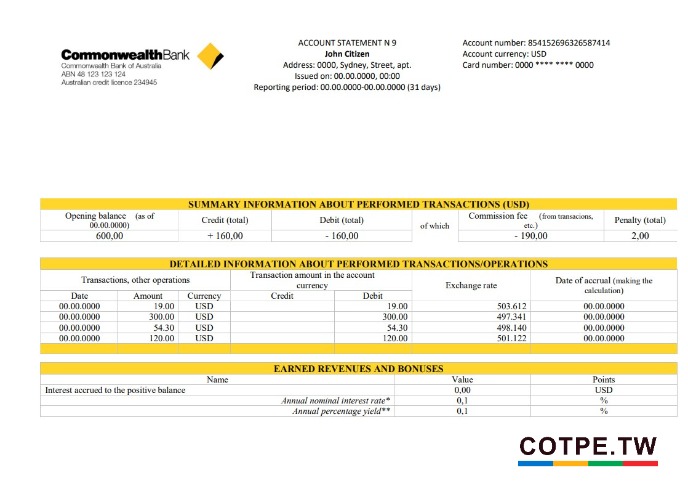 CommonwealthBank
Commonwealth Bank of Australia
ABN 48 123 123 124
Australian credit licence 234945
ACCOUNT STATEMENT N 9
John Citizen
Address: 0000, Sydney, Street, apt.
Issued on: 00.00.0000, 00:00
Reporting period: 00.00.0000-00.00.0000 (31 days)
Account number: 854152696326587414
Account currency: USD
Card number: 0000 **** **** 0000
SUMMARY INFORMATION ABOUT PERFORMED TRANSACTIONS (USD)
Opening balance (as of 00.00.0000) Credit (total) Debit (total) of which Commission fee (from transacions, etc.) Penalty (total)
600,00 + 160,00 - 160,00 - 190,00 2,00
DETAILED INFORMATION ABOUT PERFORMED TRANSACTIONS/OPERATIONS
Transactions, other operations Transaction amount in the account currency Exchange rate Date of accrual (making the calculation)
Date Amount Currency Credit Debit
00.00.0000 19.00 USD 19.00 503.612 00.00.0000
00.00.0000 300.00 USD 300.00 497.341 00.00.0000
00.00.0000 54.30 USD 54.30 498.140 00.00.0000
00.00.0000 120.00 USD 120.00 501.122 00.00.0000
EARNED REVENUES AND BONUSES
Name Value Points
Interest accrued to the positive balance 0,00 USD
Annual nominal interest rate* 0,1 %
Annual percentage yield** 0,1 %
COTPE.TW